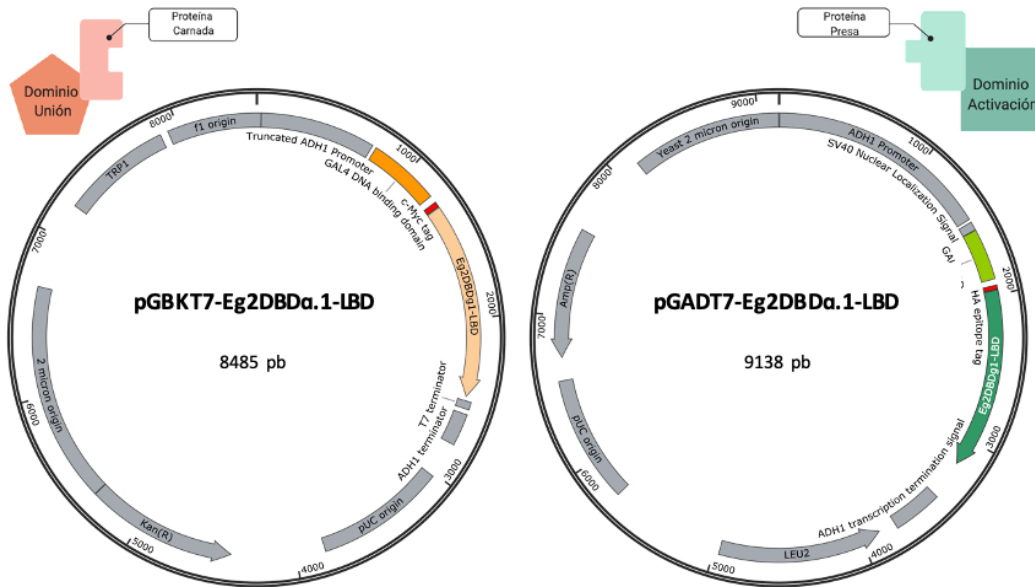 Proteína
Carnada
Dominio
Unión
Proteína
Presa
Dominio
Activación
pGBKT7-Eg2DBDα.1-LBD
8485 pb
f1 origin
Truncated ADH1 Promoter
GAL4 DNA binding domain
c-Myc tag
Eg2DBDg1-LBD
T7 terminator
ADH1 terminator
pUC origin
Kan(R)
2 micron origin
TRP1
1000
2000
3000
4000
5000
6000
7000
8000
pGADT7-Eg2DBDα.1-LBD
9138 pb
Yeast 2 micron origin
ADH1 Promoter
SV40 Nuclear Localization Signal
GAI
HA epitope tag
Eg2DBDg1-LBD
ADH1 transcription termination signal
LEU2
pUC origin
Amp(R)
1000
2000
3000
4000
5000
6000
7000
8000
9000